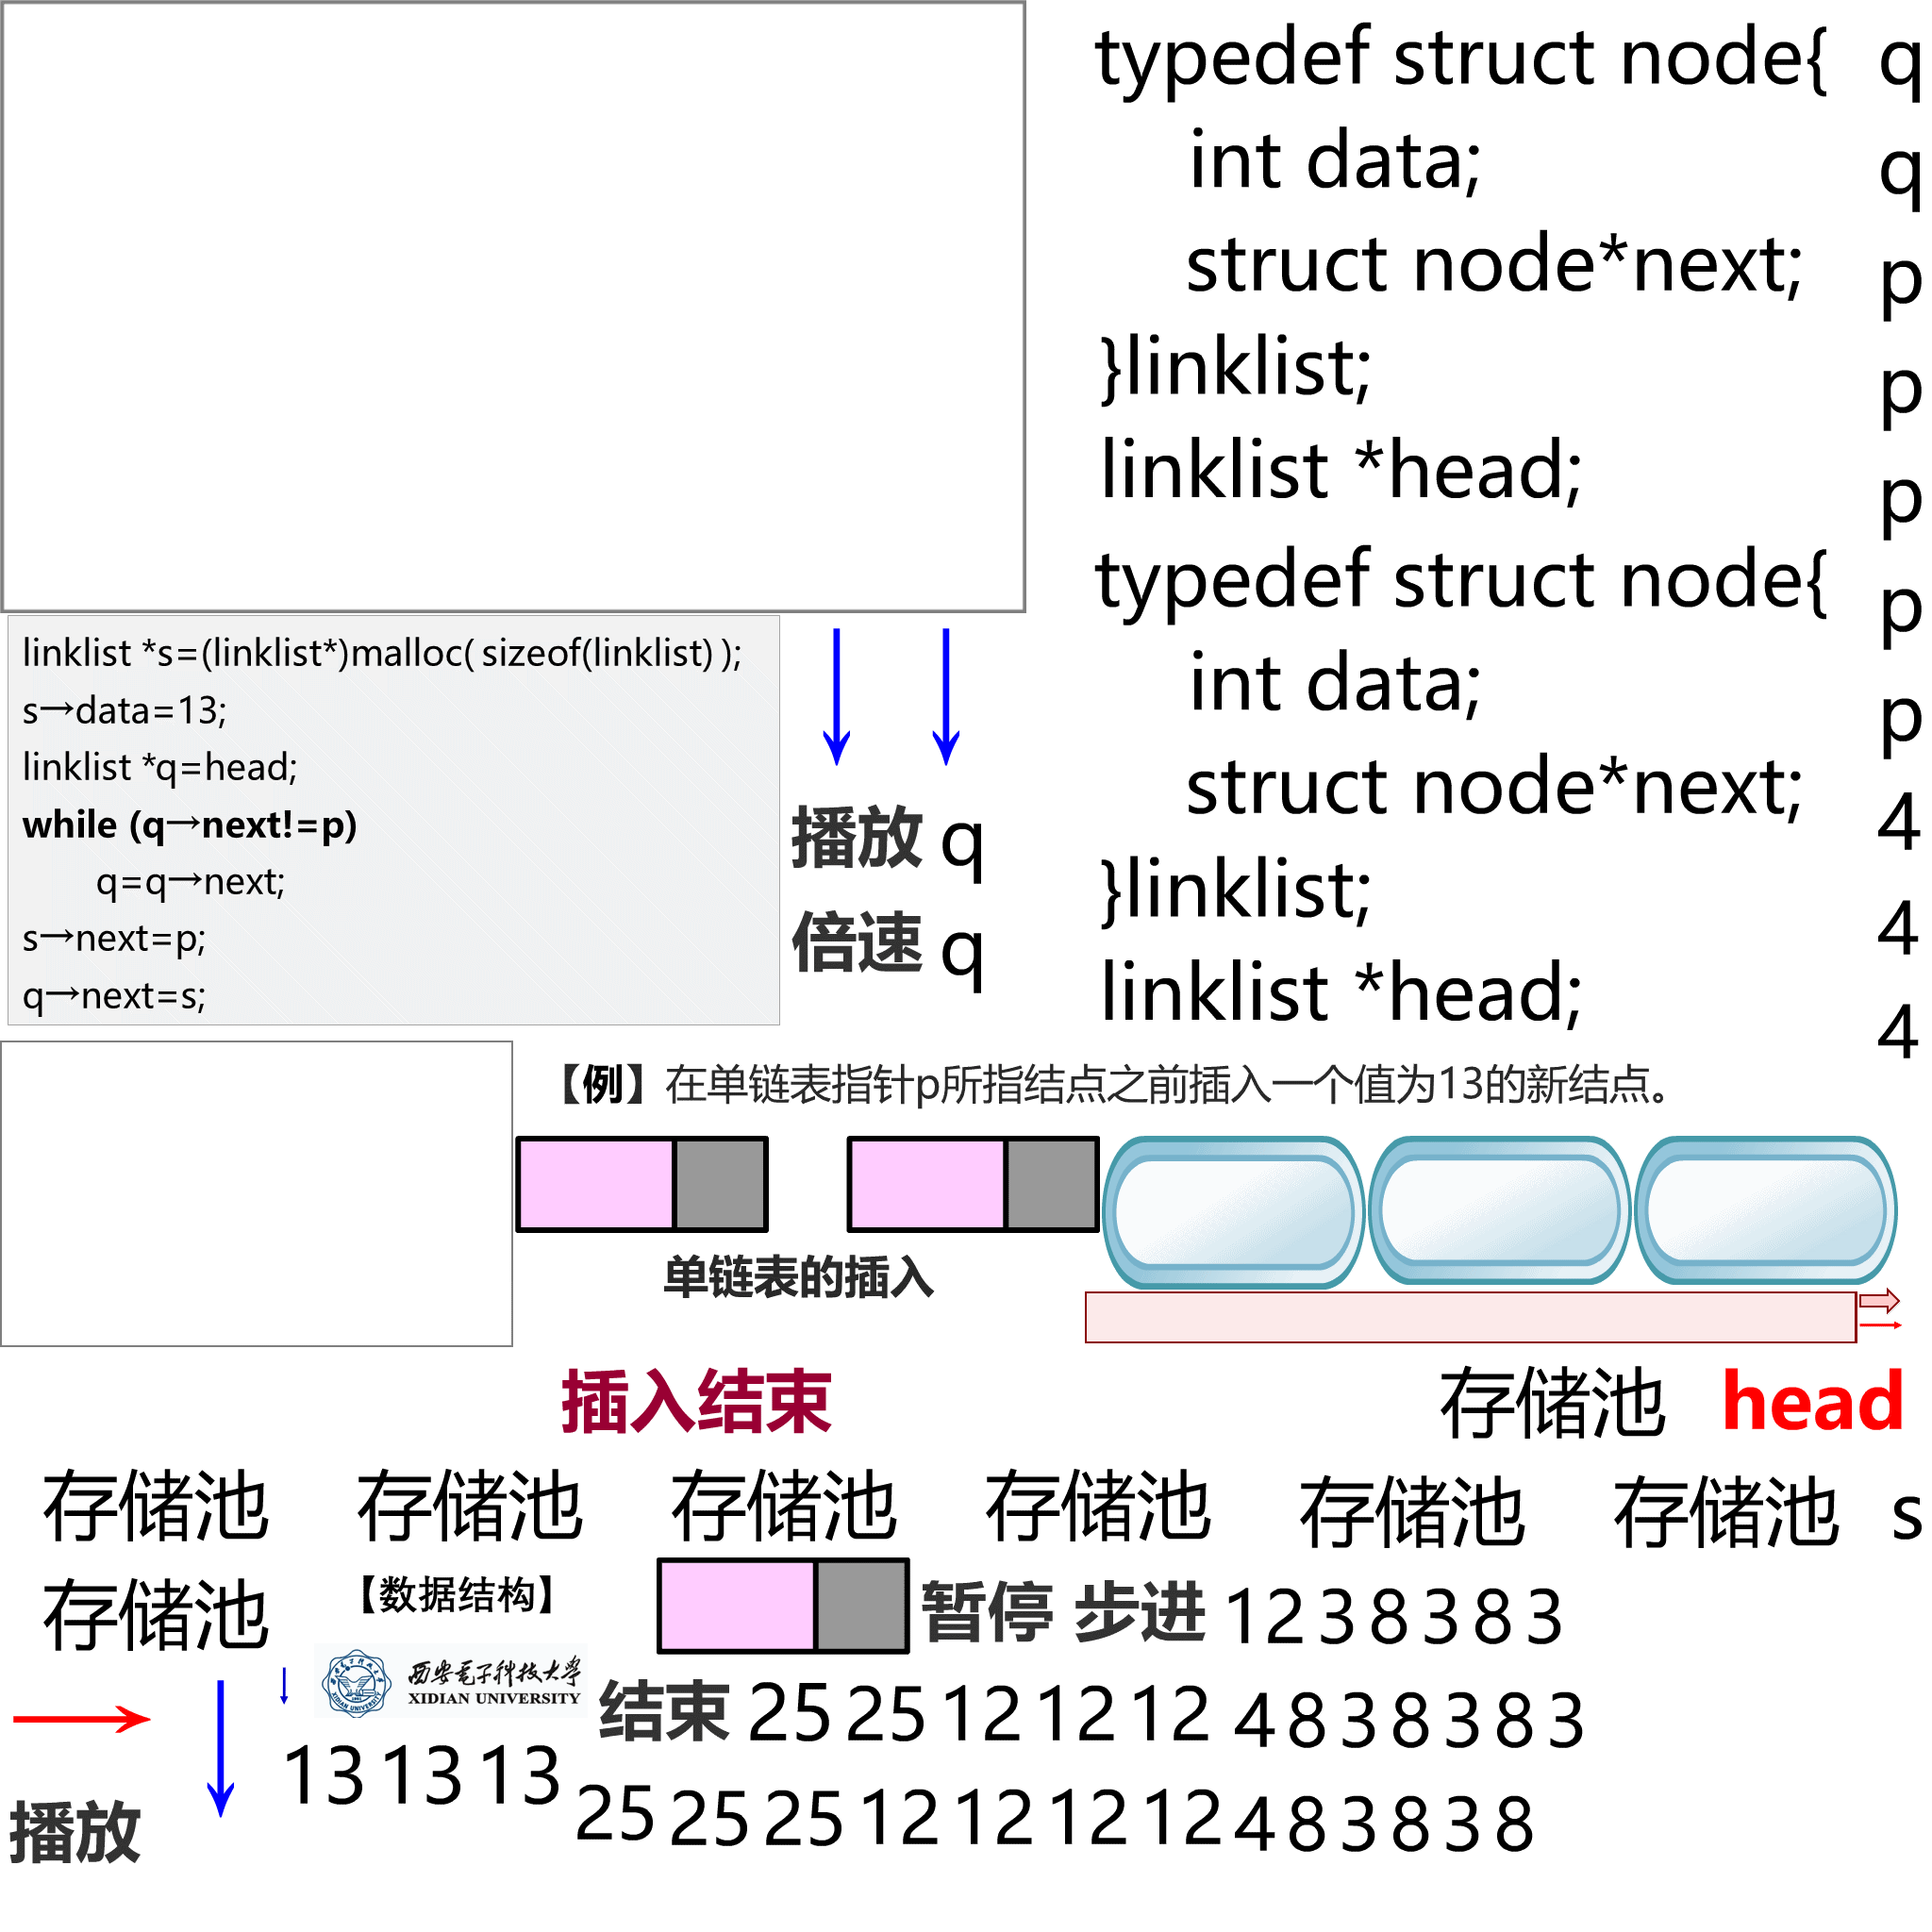 typedef struct node{
int data;
struct node*next;
}linklist;
linklist *head;
typedef struct node{
int data;
struct node*next;
}linklist;
linklist *head;
q
q
p
p
p
p
p
4
4
4
linklist *s=(linklist*)malloc( sizeof(linklist) );
s→data=13;
linklist *q=head;
while (q→next!=p)
q=q→next;
s→next=p;
q→next=s;
播放 q
倍速 q
【例】在单链表指针p所指结点之前插入一个值为13的新结点。
单链表的插入
插入结束
存储池 head
存储池 存储池 存储池 存储池 存储池 存储池 s
存储池 【数据结构】 暂停 步进 1 2 3 8 3 8 3
西安电子科技大学
XIDIAN UNIVERSITY
结束 25 25 12 12 12 4 8 3 8 3 8 3
13 13 13
25 25 25 12 12 12 12 4 8 3 8 3 8
播放